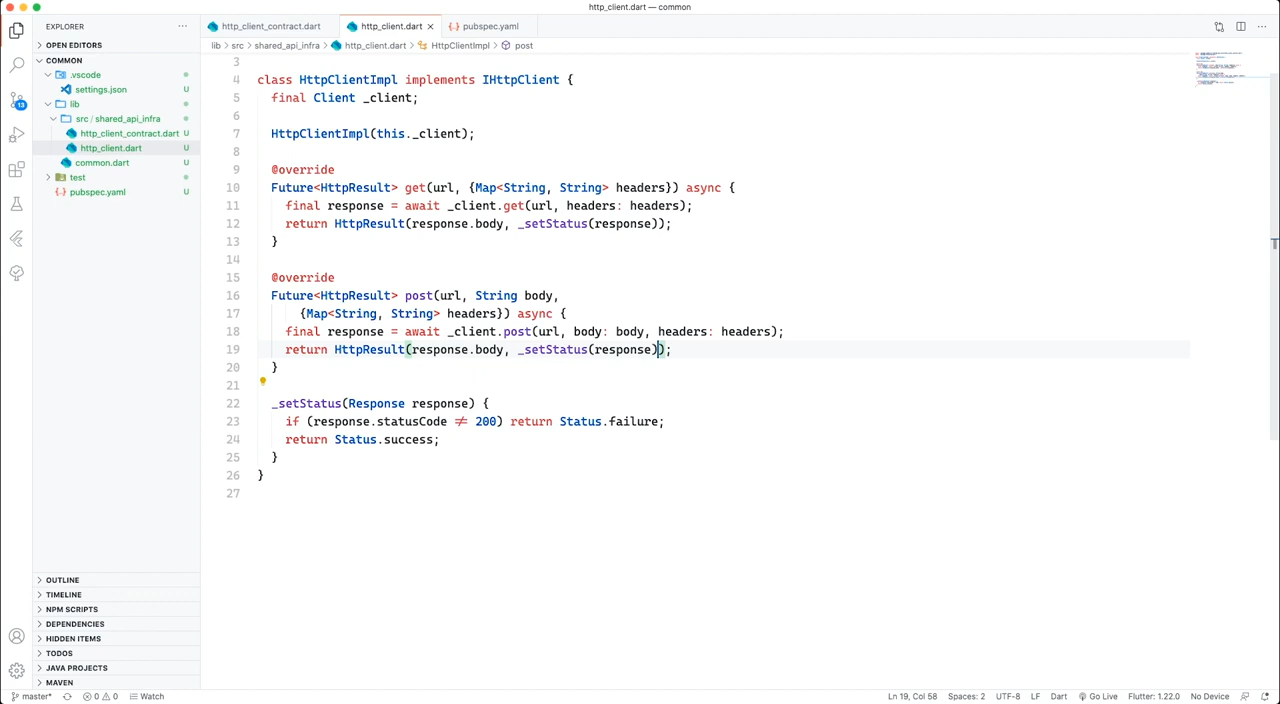 http_client.dart — common
EXPLORER
OPEN EDITORS
COMMON
.vscode
settings.json U
lib
src / shared_api_infra
http_client_contract.dart U
http_client.dart U
common.dart U
test
pubspec.yaml U
13
OUTLINE
TIMELINE
NPM SCRIPTS
DEPENDENCIES
HIDDEN ITEMS
TODOS
JAVA PROJECTS
MAVEN
http_client_contract.dart http_client.dart pubspec.yaml
lib > src > shared_api_infra > http_client.dart > HttpClientImpl > post
3
4 class HttpClientImpl implements IHttpClient {
5 final Client _client;
6
7 HttpClientImpl(this._client);
8
9 @override
10 Future<HttpResult> get(url, {Map<String, String> headers}) async {
11 final response = await _client.get(url, headers: headers);
12 return HttpResult(response.body, _setStatus(response));
13 }
14
15 @override
16 Future<HttpResult> post(url, String body,
17 {Map<String, String> headers}) async {
18 final response = await _client.post(url, body: body, headers: headers);
19 return HttpResult(response.body, _setStatus(response));
20 }
21
22 _setStatus(Response response) {
23 if (response.statusCode ≠ 200) return Status.failure;
24 return Status.success;
25 }
26 }
27
master* 0 0 Watch Ln 19, Col 58 Spaces: 2 UTF-8 LF Dart Go Live Flutter: 1.22.0 No Device